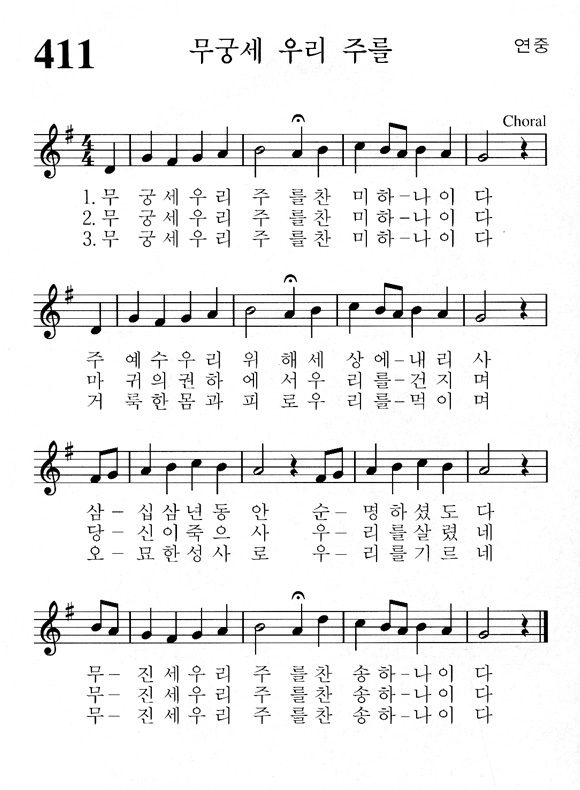 411 무궁세 우리 주를 연중
Choral
1. 무 궁세우리 주 를찬 미하-나이 다
2. 무 궁세우리 주 를찬 미하-나이 다
3. 무 궁세우리 주 를찬 미하-나이 다
주 예수우리 위 해세 상에-내리 사
마 귀의권하 에 서우 리를-건지 며
거 룩한몸과 피 로우 리를-먹이 며
삼- 십삼년동 안 순- 명하셨도 다
당- 신이죽으 사 우- 리를살렸 네
오- 묘한성사 로 우- 리를기르 네
무- 진세우리 주 를찬 송하-나이 다
무- 진세우리 주 를찬 송하-나이 다
무- 진세우리 주 를찬 송하-나이 다